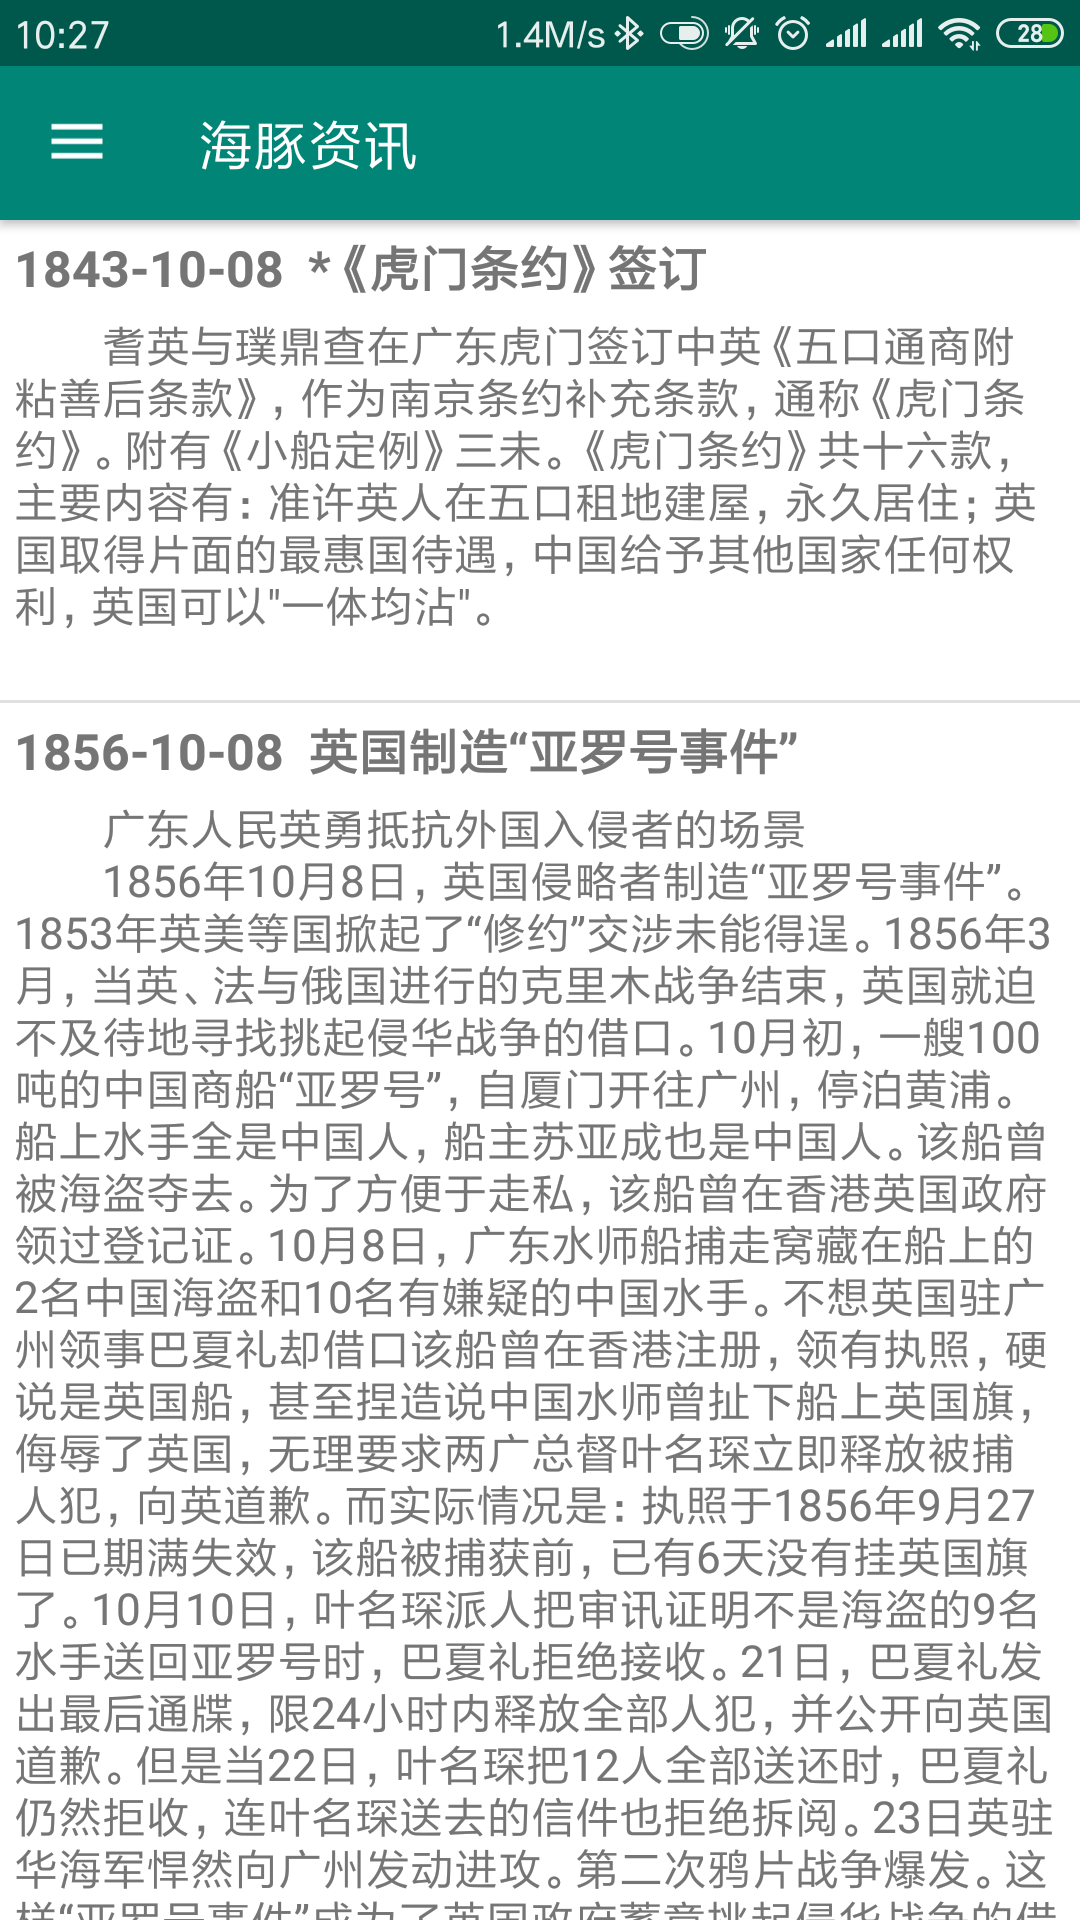 10:27 1.4M/s 28
海豚资讯
1843-10-08 *《虎门条约》签订
耆英与璞鼎查在广东虎门签订中英《五口通商附
粘善后条款》，作为南京条约补充条款，通称《虎门条
约》。附有《小船定例》三未。《虎门条约》共十六款，
主要内容有：准许英人在五口租地建屋，永久居住；英
国取得片面的最惠国待遇，中国给予其他国家任何权
利，英国可以"一体均沾"。
1856-10-08 英国制造“亚罗号事件”
广东人民英勇抵抗外国入侵者的场景
1856年10月8日，英国侵略者制造“亚罗号事件”。
1853年英美等国掀起了“修约”交涉未能得逞。1856年3
月，当英、法与俄国进行的克里木战争结束，英国就迫
不及待地寻找挑起侵华战争的借口。10月初，一艘100
吨的中国商船“亚罗号”，自厦门开往广州，停泊黄浦。
船上水手全是中国人，船主苏亚成也是中国人。该船曾
被海盗夺去。为了方便于走私，该船曾在香港英国政府
领过登记证。10月8日，广东水师船捕走窝藏在船上的
2名中国海盗和10名有嫌疑的中国水手。不想英国驻广
州领事巴夏礼却借口该船曾在香港注册，领有执照，硬
说是英国船，甚至捏造说中国水师曾扯下船上英国旗，
侮辱了英国，无理要求两广总督叶名琛立即释放被捕
人犯，向英道歉。而实际情况是：执照于1856年9月27
日已期满失效，该船被捕获前，已有6天没有挂英国旗
了。10月10日，叶名琛派人把审讯证明不是海盗的9名
水手送回亚罗号时，巴夏礼拒绝接收。21日，巴夏礼发
出最后通牒，限24小时内释放全部人犯，并公开向英国
道歉。但是当22日，叶名琛把12人全部送还时，巴夏礼
仍然拒收，连叶名琛送去的信件也拒绝拆阅。23日英驻
华海军悍然向广州发动进攻。第二次鸦片战争爆发。这
样“亚罗号事件”成为了英国政府蓄意挑起侵华战争的借